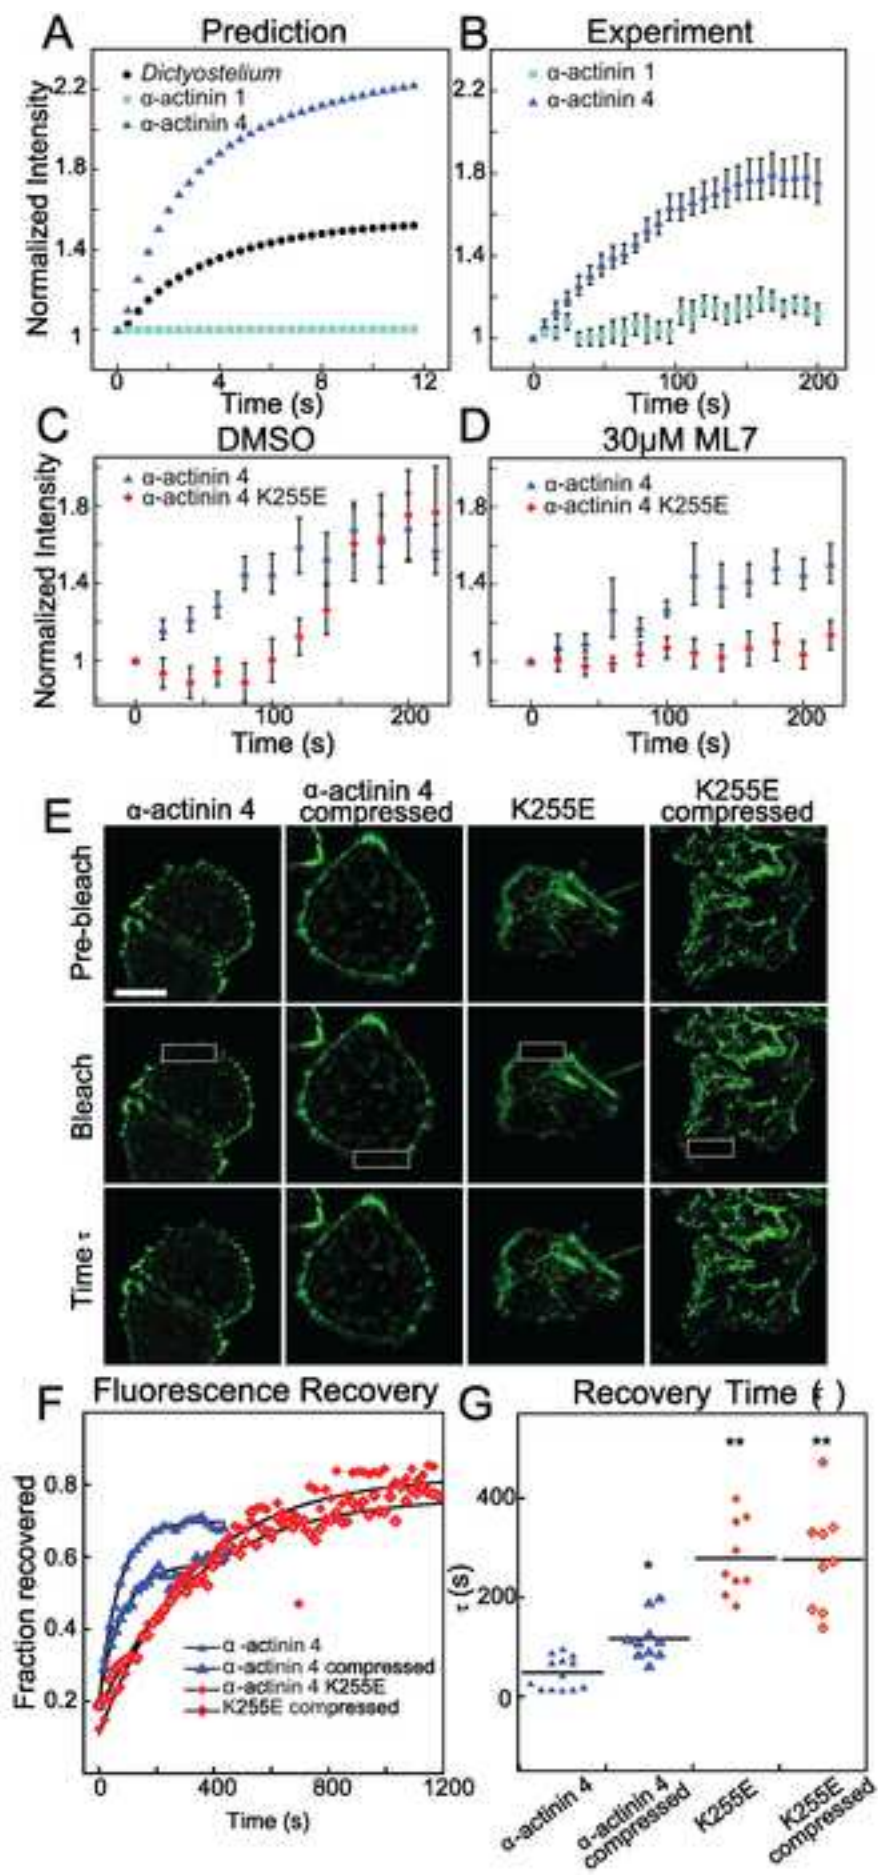 A Prediction
Normalized Intensity
2.2
1.8
1.4
1
Dictyostelium
α-actinin 1
α-actinin 4
0 4 8 12
Time (s)
B Experiment
2.2
1.8
1.4
1
α-actinin 1
α-actinin 4
0 100 200
Time (s)
C DMSO
Normalized Intensity
1.8
1.4
1
α-actinin 4
α-actinin 4 K255E
0 100 200
Time (s)
D 30µM ML7
1.8
1.4
1
α-actinin 4
α-actinin 4 K255E
0 100 200
Time (s)
E
α-actinin 4
α-actinin 4
compressed
K255E
K255E
compressed
Pre-bleach
Bleach
Time τ
F Fluorescence Recovery
Fraction recovered
0.8
0.6
0.4
0.2
α -actinin 4
α -actinin 4 compressed
α -actinin 4 K255E
K255E compressed
0 400 800 1200
Time (s)
G Recovery Time ( )
τ (s)
400
200
0
*
**
**
α-actinin 4
α-actinin 4
compressed
K255E
K255E
compressed